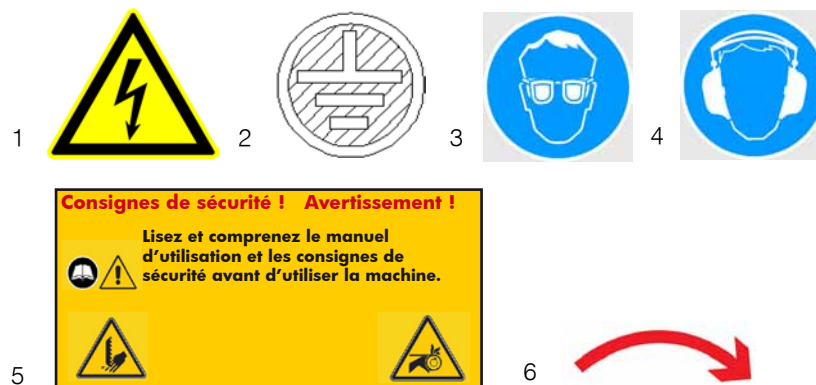 1
2
3
4
Consignes de sécurité ! Avertissement !
Lisez et comprenez le manuel
d’utilisation et les consignes de
sécurité avant d’utiliser la machine.
5
6